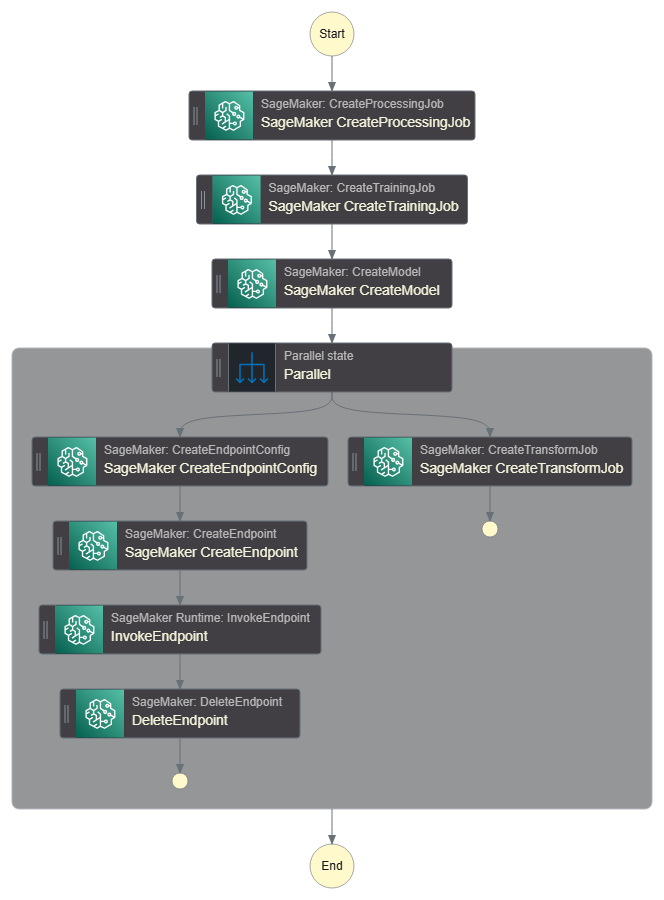 Start
SageMaker: CreateProcessingJob
SageMaker CreateProcessingJob
SageMaker: CreateTrainingJob
SageMaker CreateTrainingJob
SageMaker: CreateModel
SageMaker CreateModel
Parallel state
Parallel
SageMaker: CreateEndpointConfig
SageMaker CreateEndpointConfig
SageMaker: CreateTransformJob
SageMaker CreateTransformJob
SageMaker: CreateEndpoint
SageMaker CreateEndpoint
SageMaker Runtime: InvokeEndpoint
InvokeEndpoint
SageMaker: DeleteEndpoint
DeleteEndpoint
End